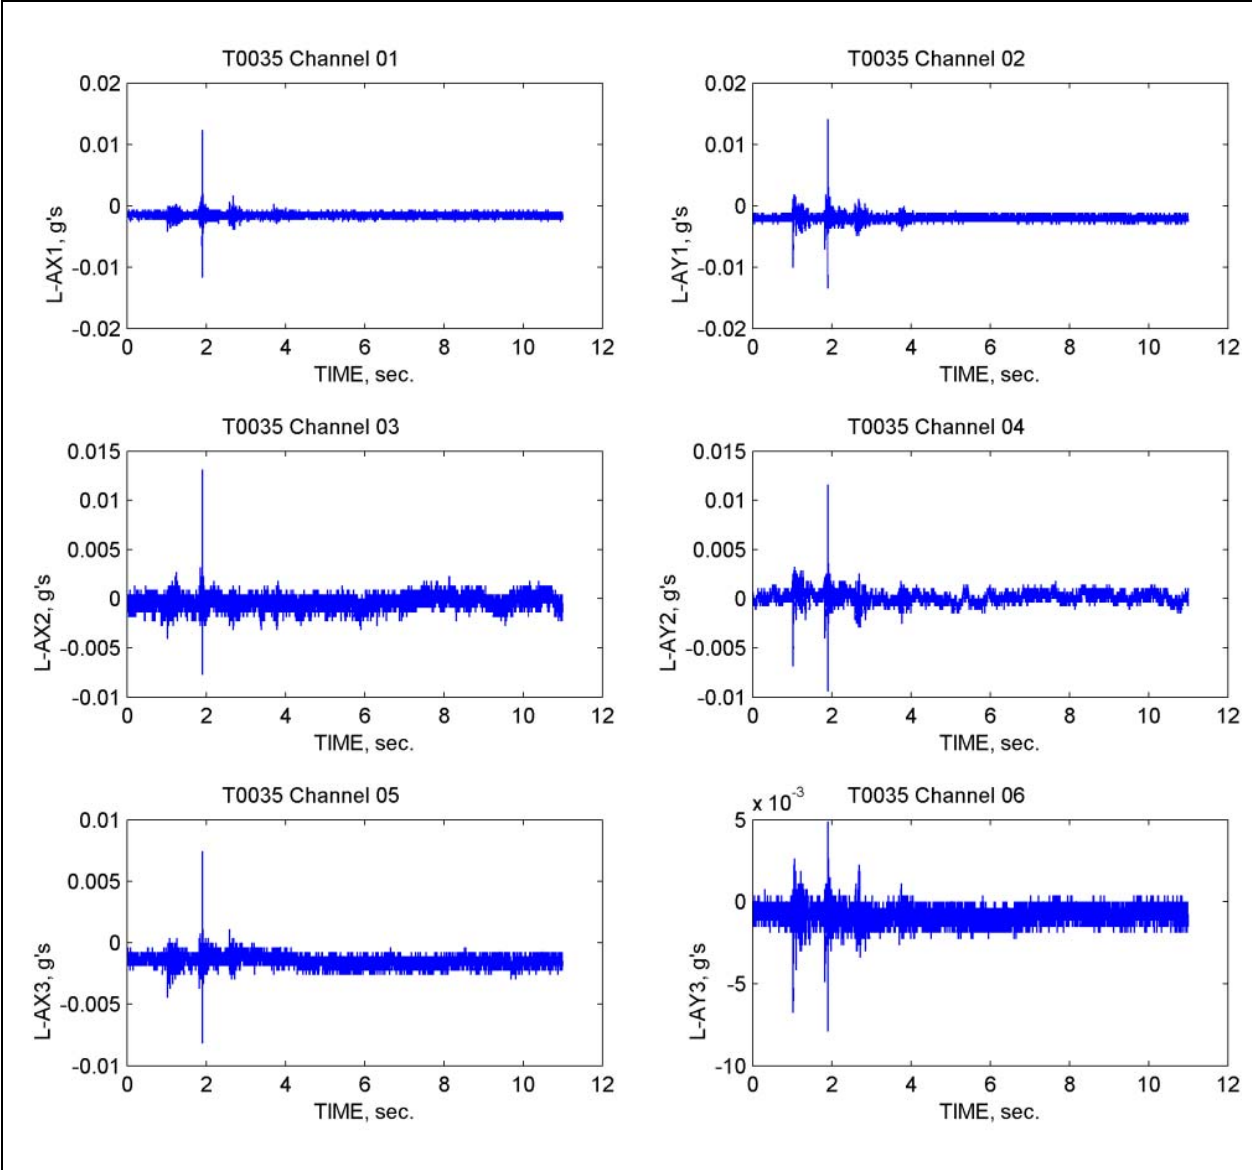 T0035 Channel 01
0.02
0.01
0
-0.01
-0.02
L-AX1, g's
0 2 4 6 8 10 12
TIME, sec.
T0035 Channel 02
0.02
0.01
0
-0.01
-0.02
L-AY1, g's
0 2 4 6 8 10 12
TIME, sec.
T0035 Channel 03
0.015
0.01
0.005
0
-0.005
-0.01
L-AX2, g's
0 2 4 6 8 10 12
TIME, sec.
T0035 Channel 04
0.015
0.01
0.005
0
-0.005
-0.01
L-AY2, g's
0 2 4 6 8 10 12
TIME, sec.
T0035 Channel 05
0.01
0.005
0
-0.005
-0.01
L-AX3, g's
0 2 4 6 8 10 12
TIME, sec.
x 10-3 T0035 Channel 06
5
0
-5
-10
L-AY3, g's
0 2 4 6 8 10 12
TIME, sec.